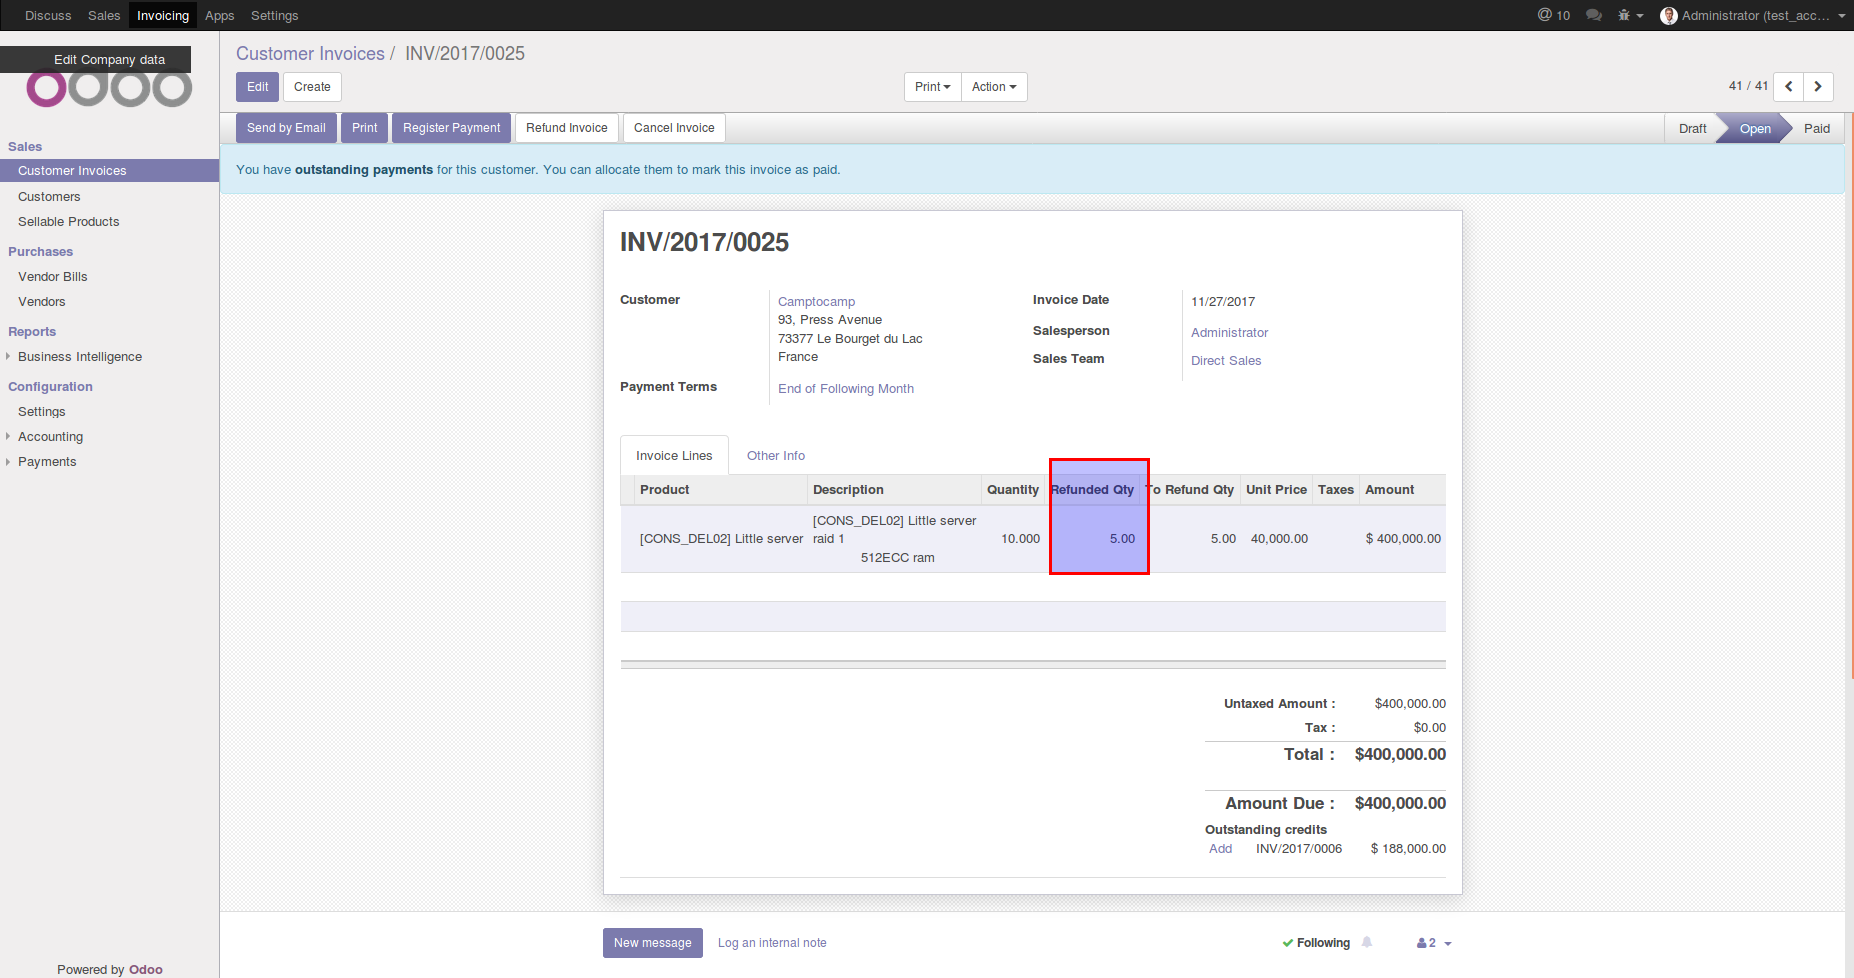 Discuss Sales Invoicing Apps Settings
@ 10 Administrator (test_acc...
Edit Company data
odoo
Customer Invoices / INV/2017/0025
Edit Create
Print Action
41 / 41
Send by Email Print Register Payment Refund Invoice Cancel Invoice
Draft Open Paid
You have outstanding payments for this customer. You can allocate them to mark this invoice as paid.
Sales
Customer Invoices
Customers
Sellable Products
Purchases
Vendor Bills
Vendors
Reports
Business Intelligence
Configuration
Settings
Accounting
Payments
Powered by Odoo
INV/2017/0025
Customer
Camptocamp
93, Press Avenue
73377 Le Bourget du Lac
France
Payment Terms
End of Following Month
Invoice Date 11/27/2017
Salesperson Administrator
Sales Team Direct Sales
Invoice Lines Other Info
Product Description Quantity Refunded Qty To Refund Qty Unit Price Taxes Amount
[CONS_DEL02] Little server
[CONS_DEL02] Little server
raid 1
512ECC ram
10.000 5.00 5.00 40,000.00 $ 400,000.00
Untaxed Amount : $400,000.00
Tax : $0.00
Total : $400,000.00
Amount Due : $400,000.00
Outstanding credits
Add INV/2017/0006 $ 188,000.00
New message Log an internal note
Following
2